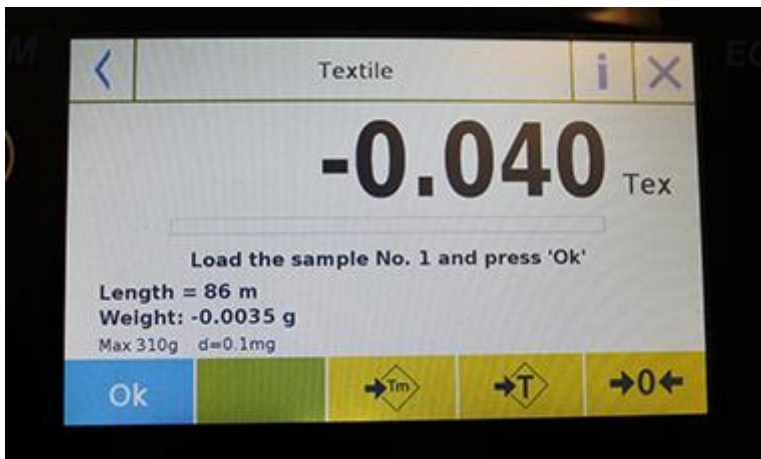 Textile
-0.040 Tex
Load the sample No. 1 and press 'Ok'
Length = 86 m
Weight: -0.0035 g
Max 310g d=0.1mg
Ok
Tm
T
0